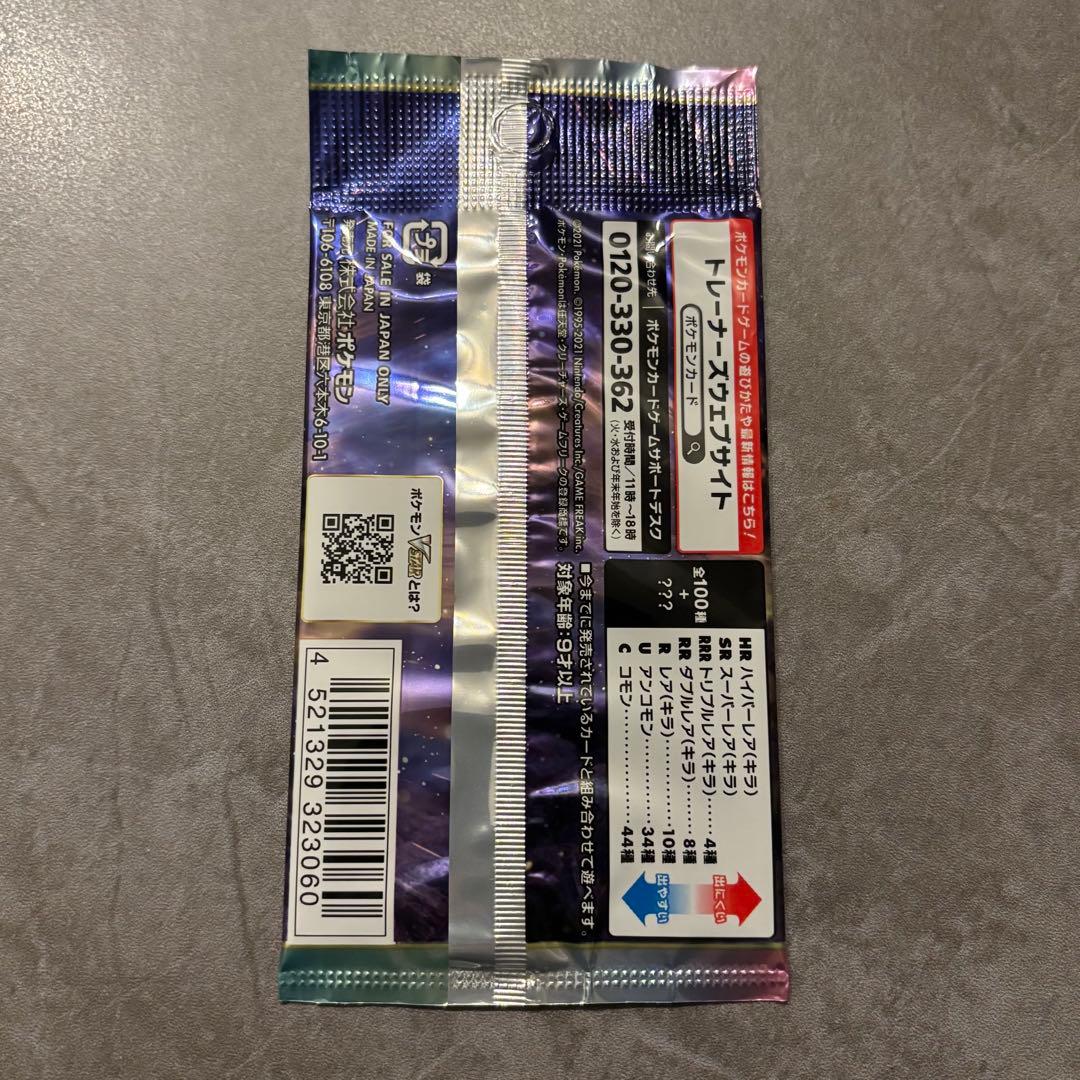 ポケモンカードゲームの遊びかたや最新情報はこちら!
トレーナーズウェブサイト
ポケモンカード
お問い合わせ先
ポケモンカードゲームサポートデスク
0120-330-362
受付時間/11時~18時
(火・水および年末年始を除く)
©2021 Pokémon. ©1995-2021 Nintendo/Creatures Inc./GAME FREAK inc.
ポケモン・Pokémonは任天堂・クリーチャーズ・ゲームフリークの登録商標です。
全100種
+
???
HR ハイパーレア(キラ)
SR スーパーレア(キラ)
RRR トリプルレア(キラ)……4種
RR ダブルレア(キラ)………8種
R レア(キラ)……………10種
U アンコモン……………34種
C コモン…………………44種
出にくい
出やすい
■今までに発売されているカードと組み合わせて遊べます。
対象年齢:9才以上
プラ
袋
FOR SALE IN JAPAN ONLY
MADE IN JAPAN
発売元 株式会社ポケモン
〒106-6108 東京都港区六本木6-10-1
ポケモンVSTARとは?
4 521329 323060